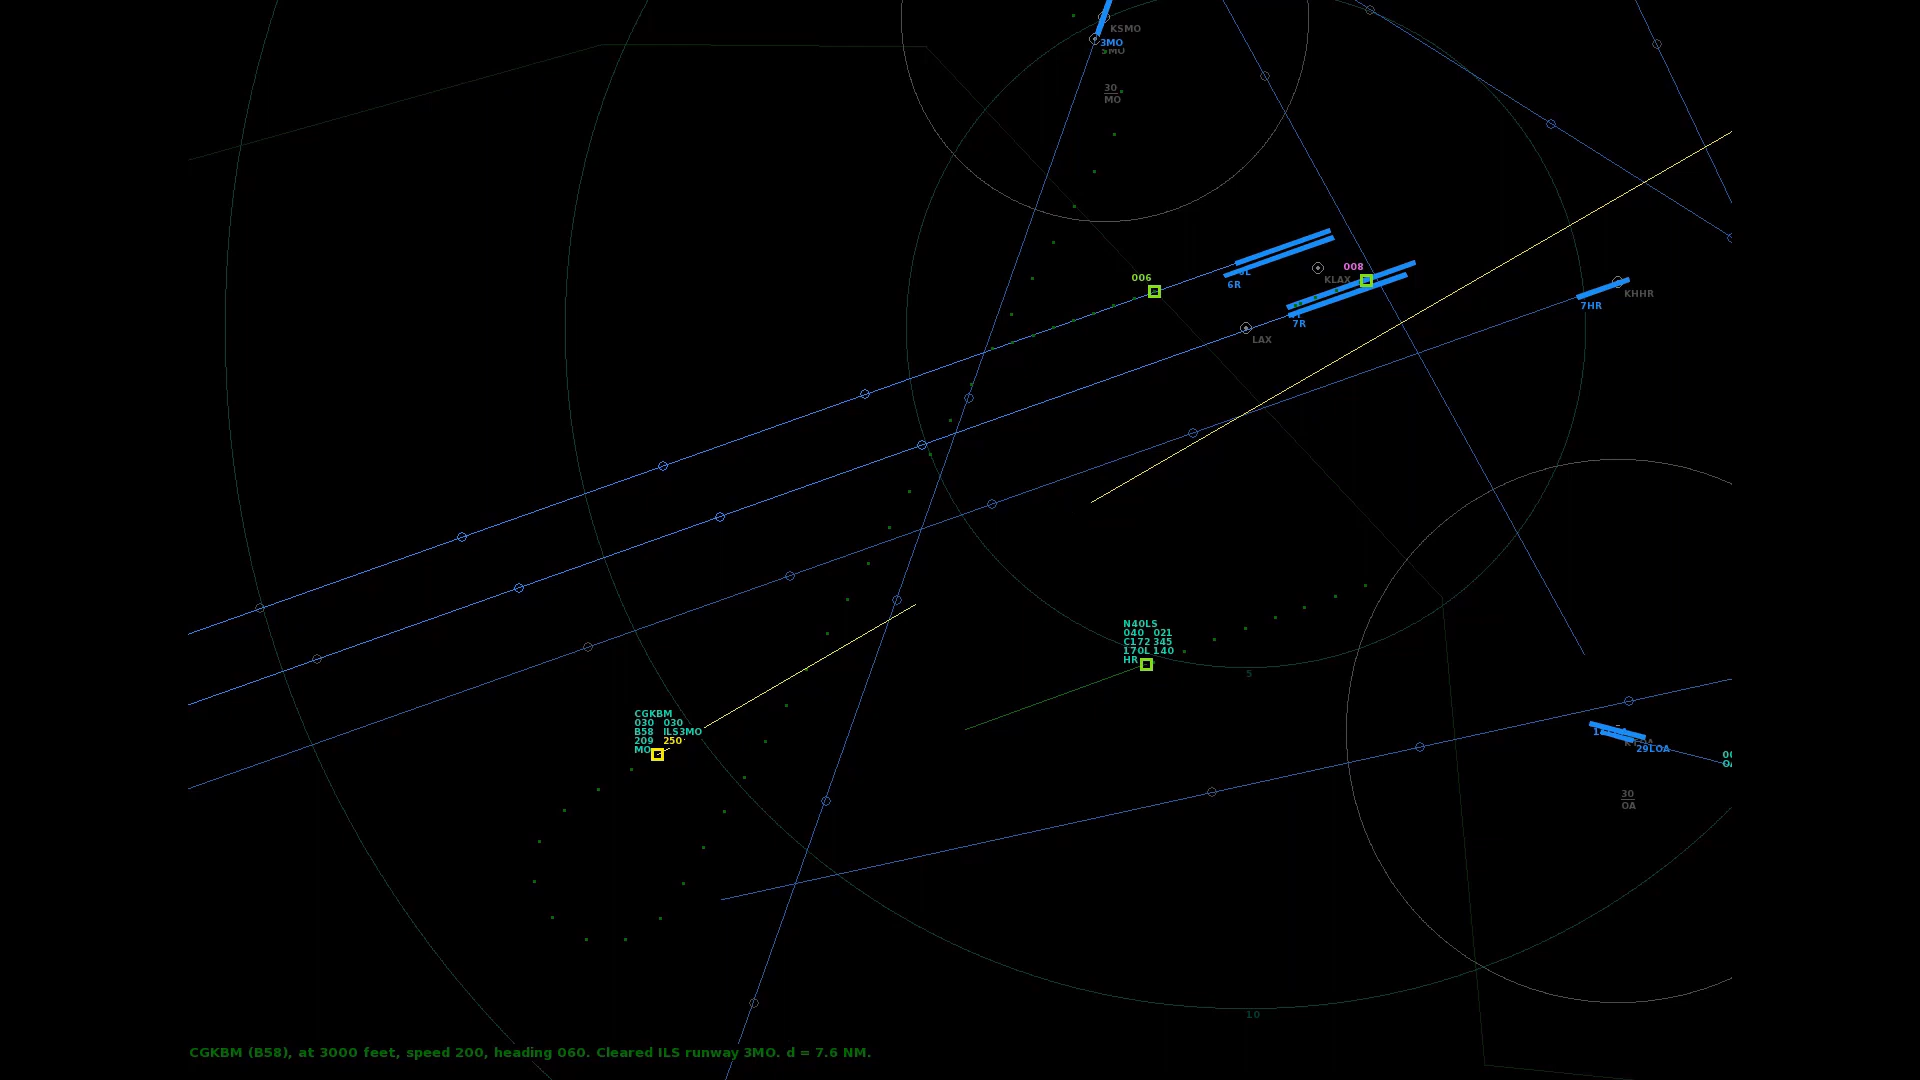 KSMO
3MO
30
MO
006
008
6R
KLAX
7R
LAX
KHHR
7HR
N40LS
040 021
C172 345
170L 140
HR
5
CGKBM
030 030
B58 ILS3MO
209 250
MO
29LOA
30
OA
10
CGKBM (B58), at 3000 feet, speed 200, heading 060. Cleared ILS runway 3MO. d = 7.6 NM.